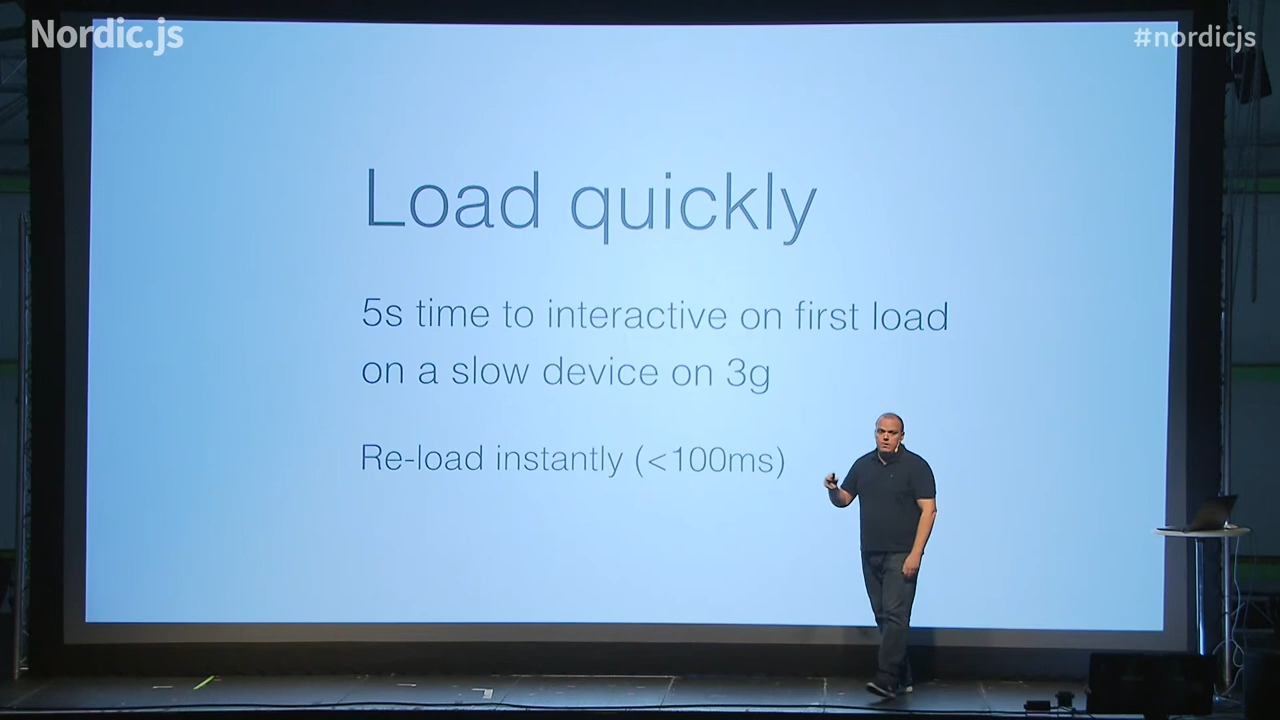 Nordic.js
#nordicjs
Load quickly
5s time to interactive on first load
on a slow device on 3g
Re-load instantly (<100ms)